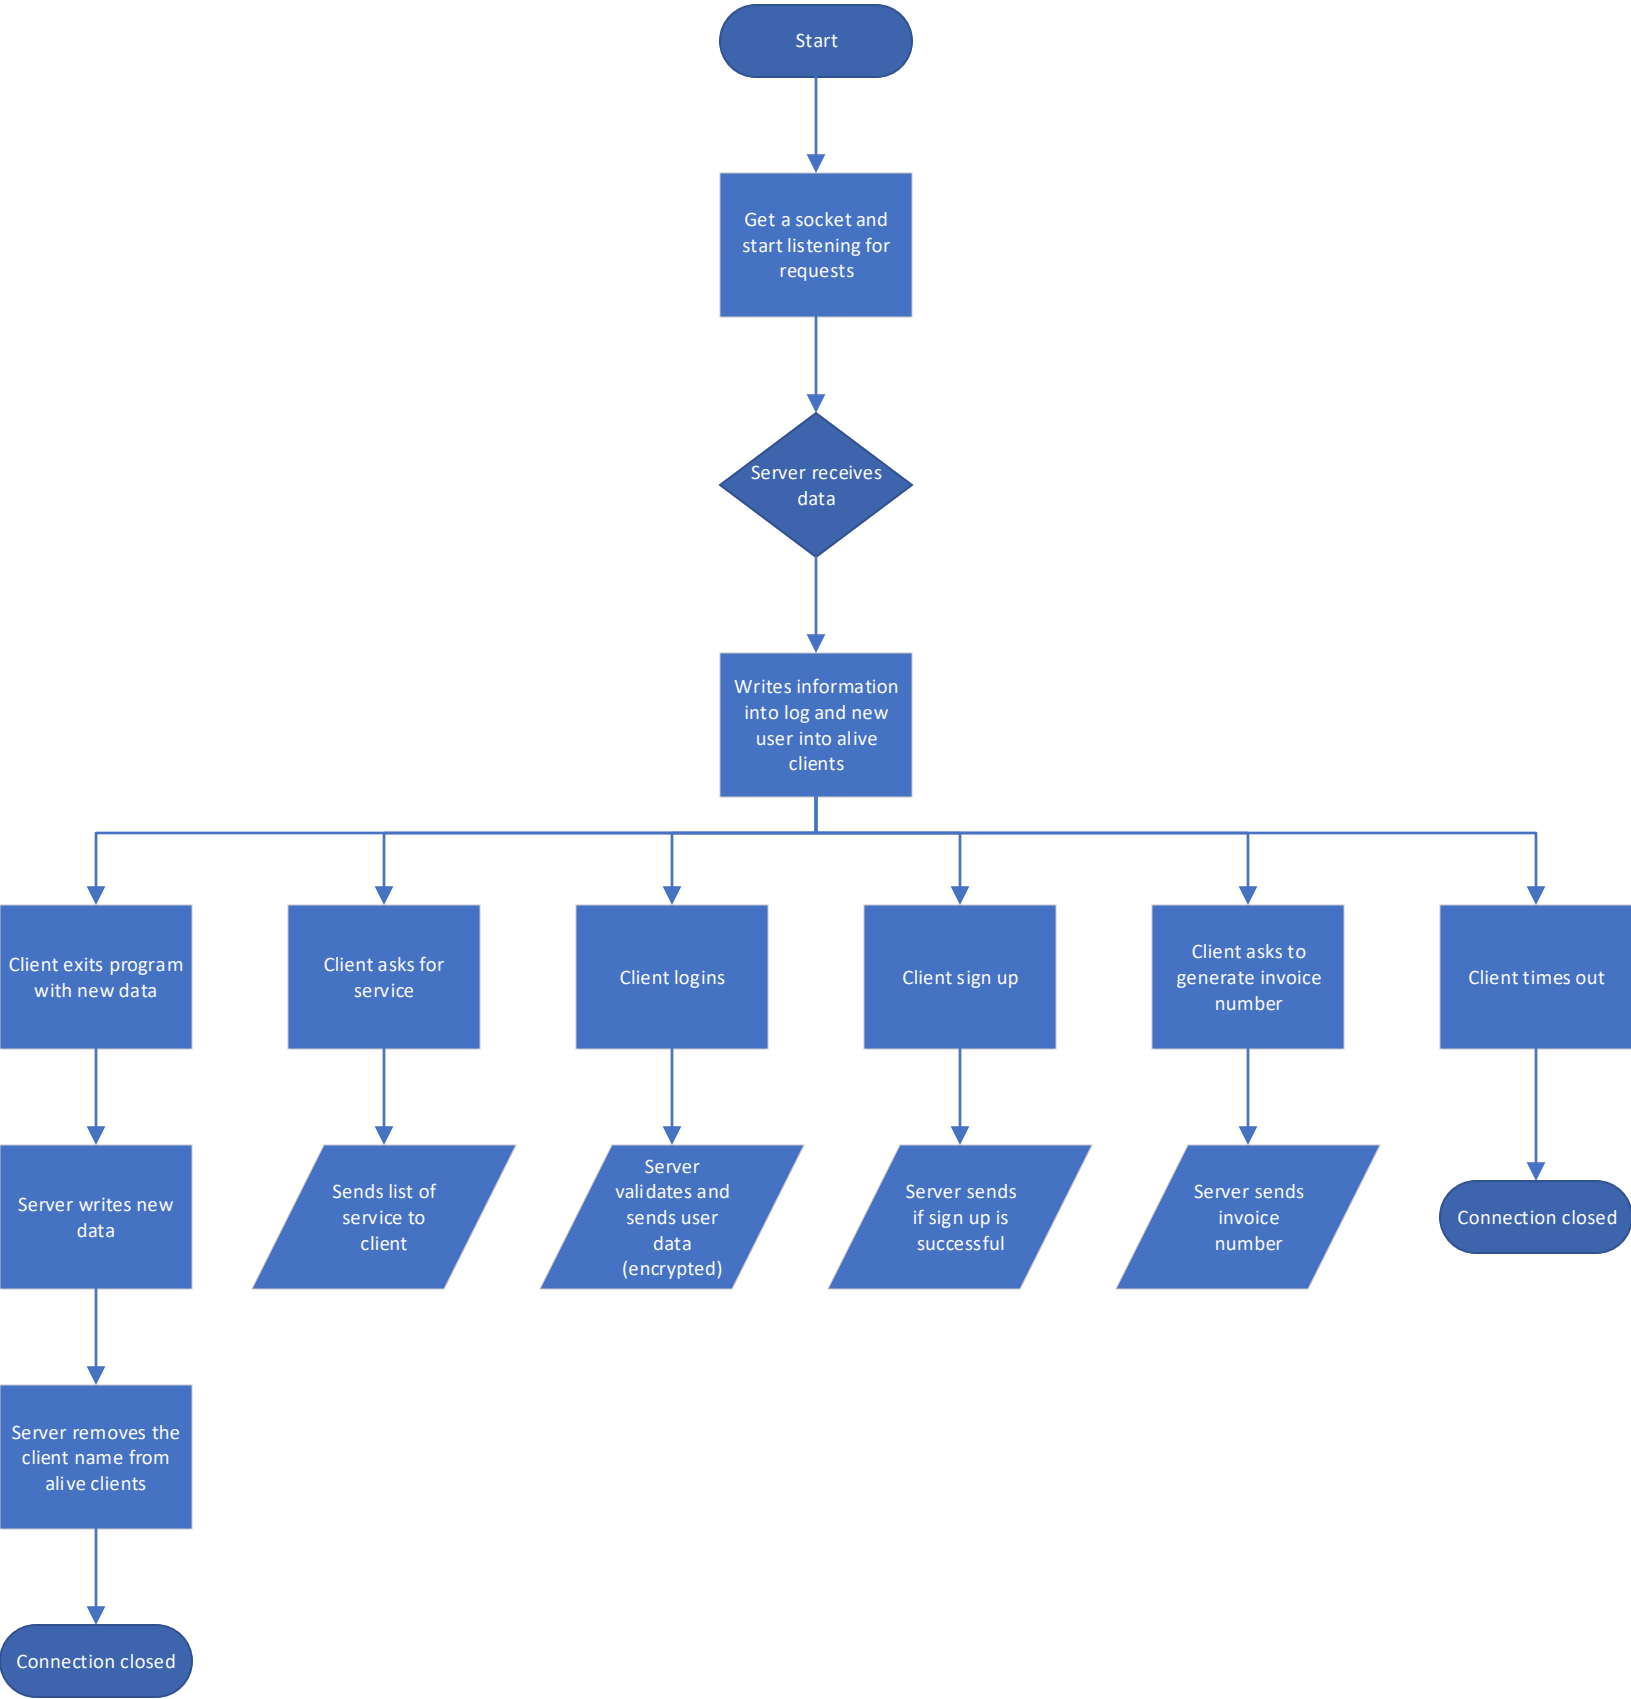 Start
Get a socket and
start listening for
requests
Server receives
data
Writes information
into log and new
user into alive
clients
Client exits program
with new data
Client asks for
service
Client logins
Client sign up
Client asks to
generate invoice
number
Client times out
Server writes new
data
Sends list of
service to
client
Server
validates and
sends user
data
(encrypted)
Server sends
if sign up is
successful
Server sends
invoice
number
Connection closed
Server removes the
client name from
alive clients
Connection closed